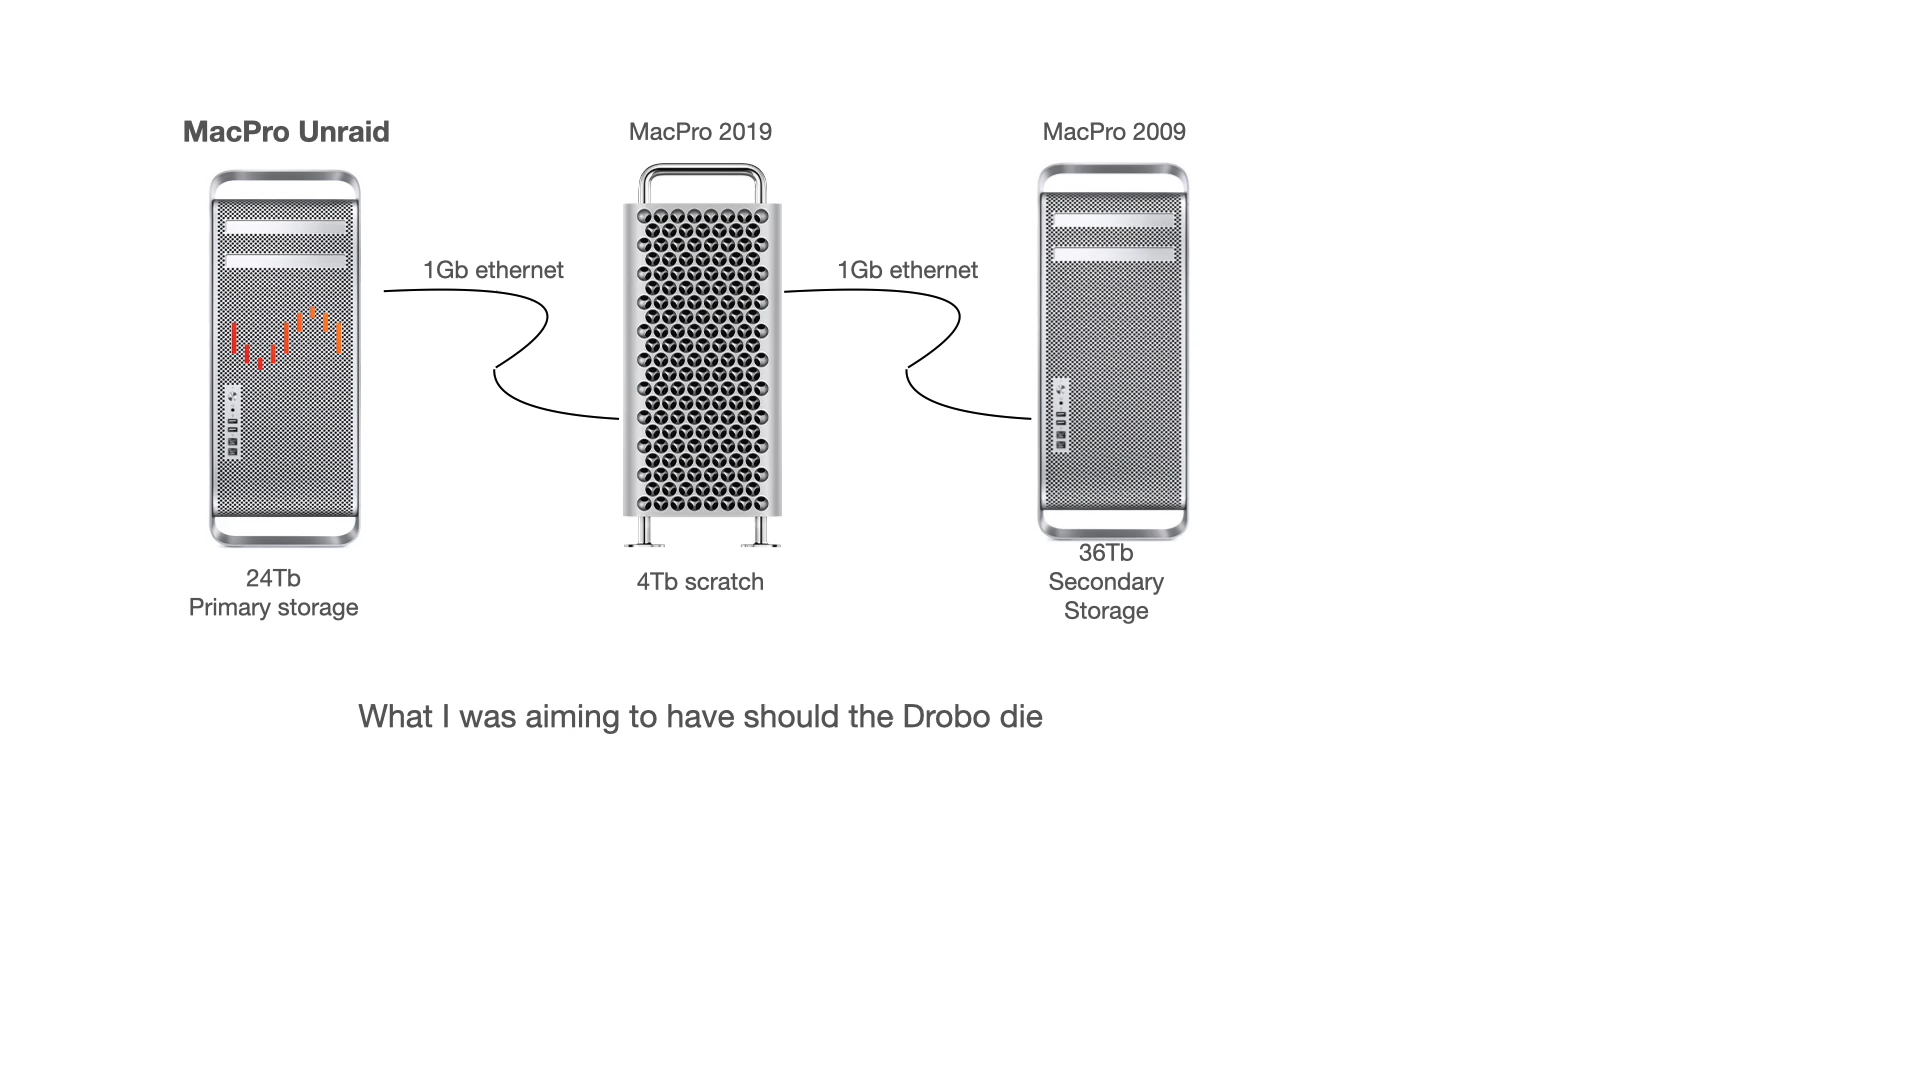 MacPro Unraid
MacPro 2019
MacPro 2009
1Gb ethernet
1Gb ethernet
24Tb
Primary storage
4Tb scratch
36Tb
Secondary
Storage
What I was aiming to have should the Drobo die